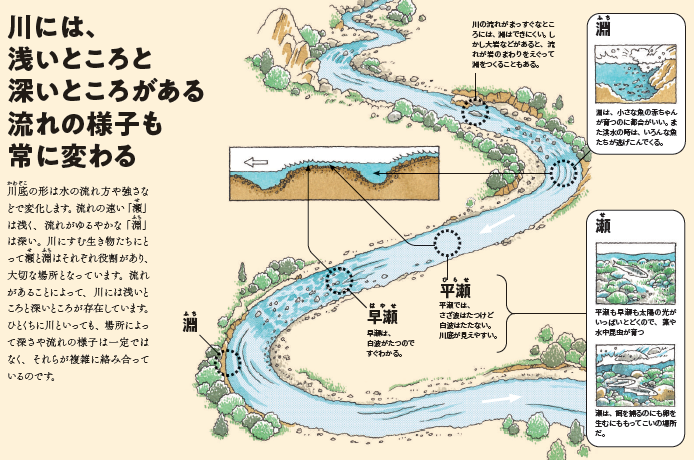 川には、
浅いところと
深いところがある
流れの様子も
常に変わる
かわぞこ
川底の形は水の流れ方や強さな
どで変化します。流れの速い「瀬」
は浅く、流れがゆるやかな「淵」
は深い。川にすむ生き物たちにと
って瀬と淵はそれぞれ役割があり、
大切な場所となっています。流れ
があることによって、川には浅いと
ころと深いところが存在しています。
ひとくちに川といっても、場所によっ
て深さや流れの様子は一定では
なく、それらが複雑に絡み合って
いるのです。
川の流れがまっすぐなとこ
ろには、淵はできにくい。し
かし大岩などがあると、流
れが岩のまわりをえぐって
淵をつくることもある。
ふち
淵
淵は、小さな魚の赤ちゃん
が育つのに都合がいい。ま
た洪水の時は、いろんな魚
たちが逃げこんでくる。
ふち
淵
はやせ
早瀬
早瀬は、
白波がたつので
すぐわかる。
ひらせ
平瀬
平瀬では、
さざ波はたつけど
白波はたたない。
川底が見えやすい。
せ
瀬
平瀬も早瀬も太陽の光が
いっぱいとどくので、藻や
水中昆虫が育つ
瀬は、餌を捕るのにも卵を
生むにももってこいの場所
だ。